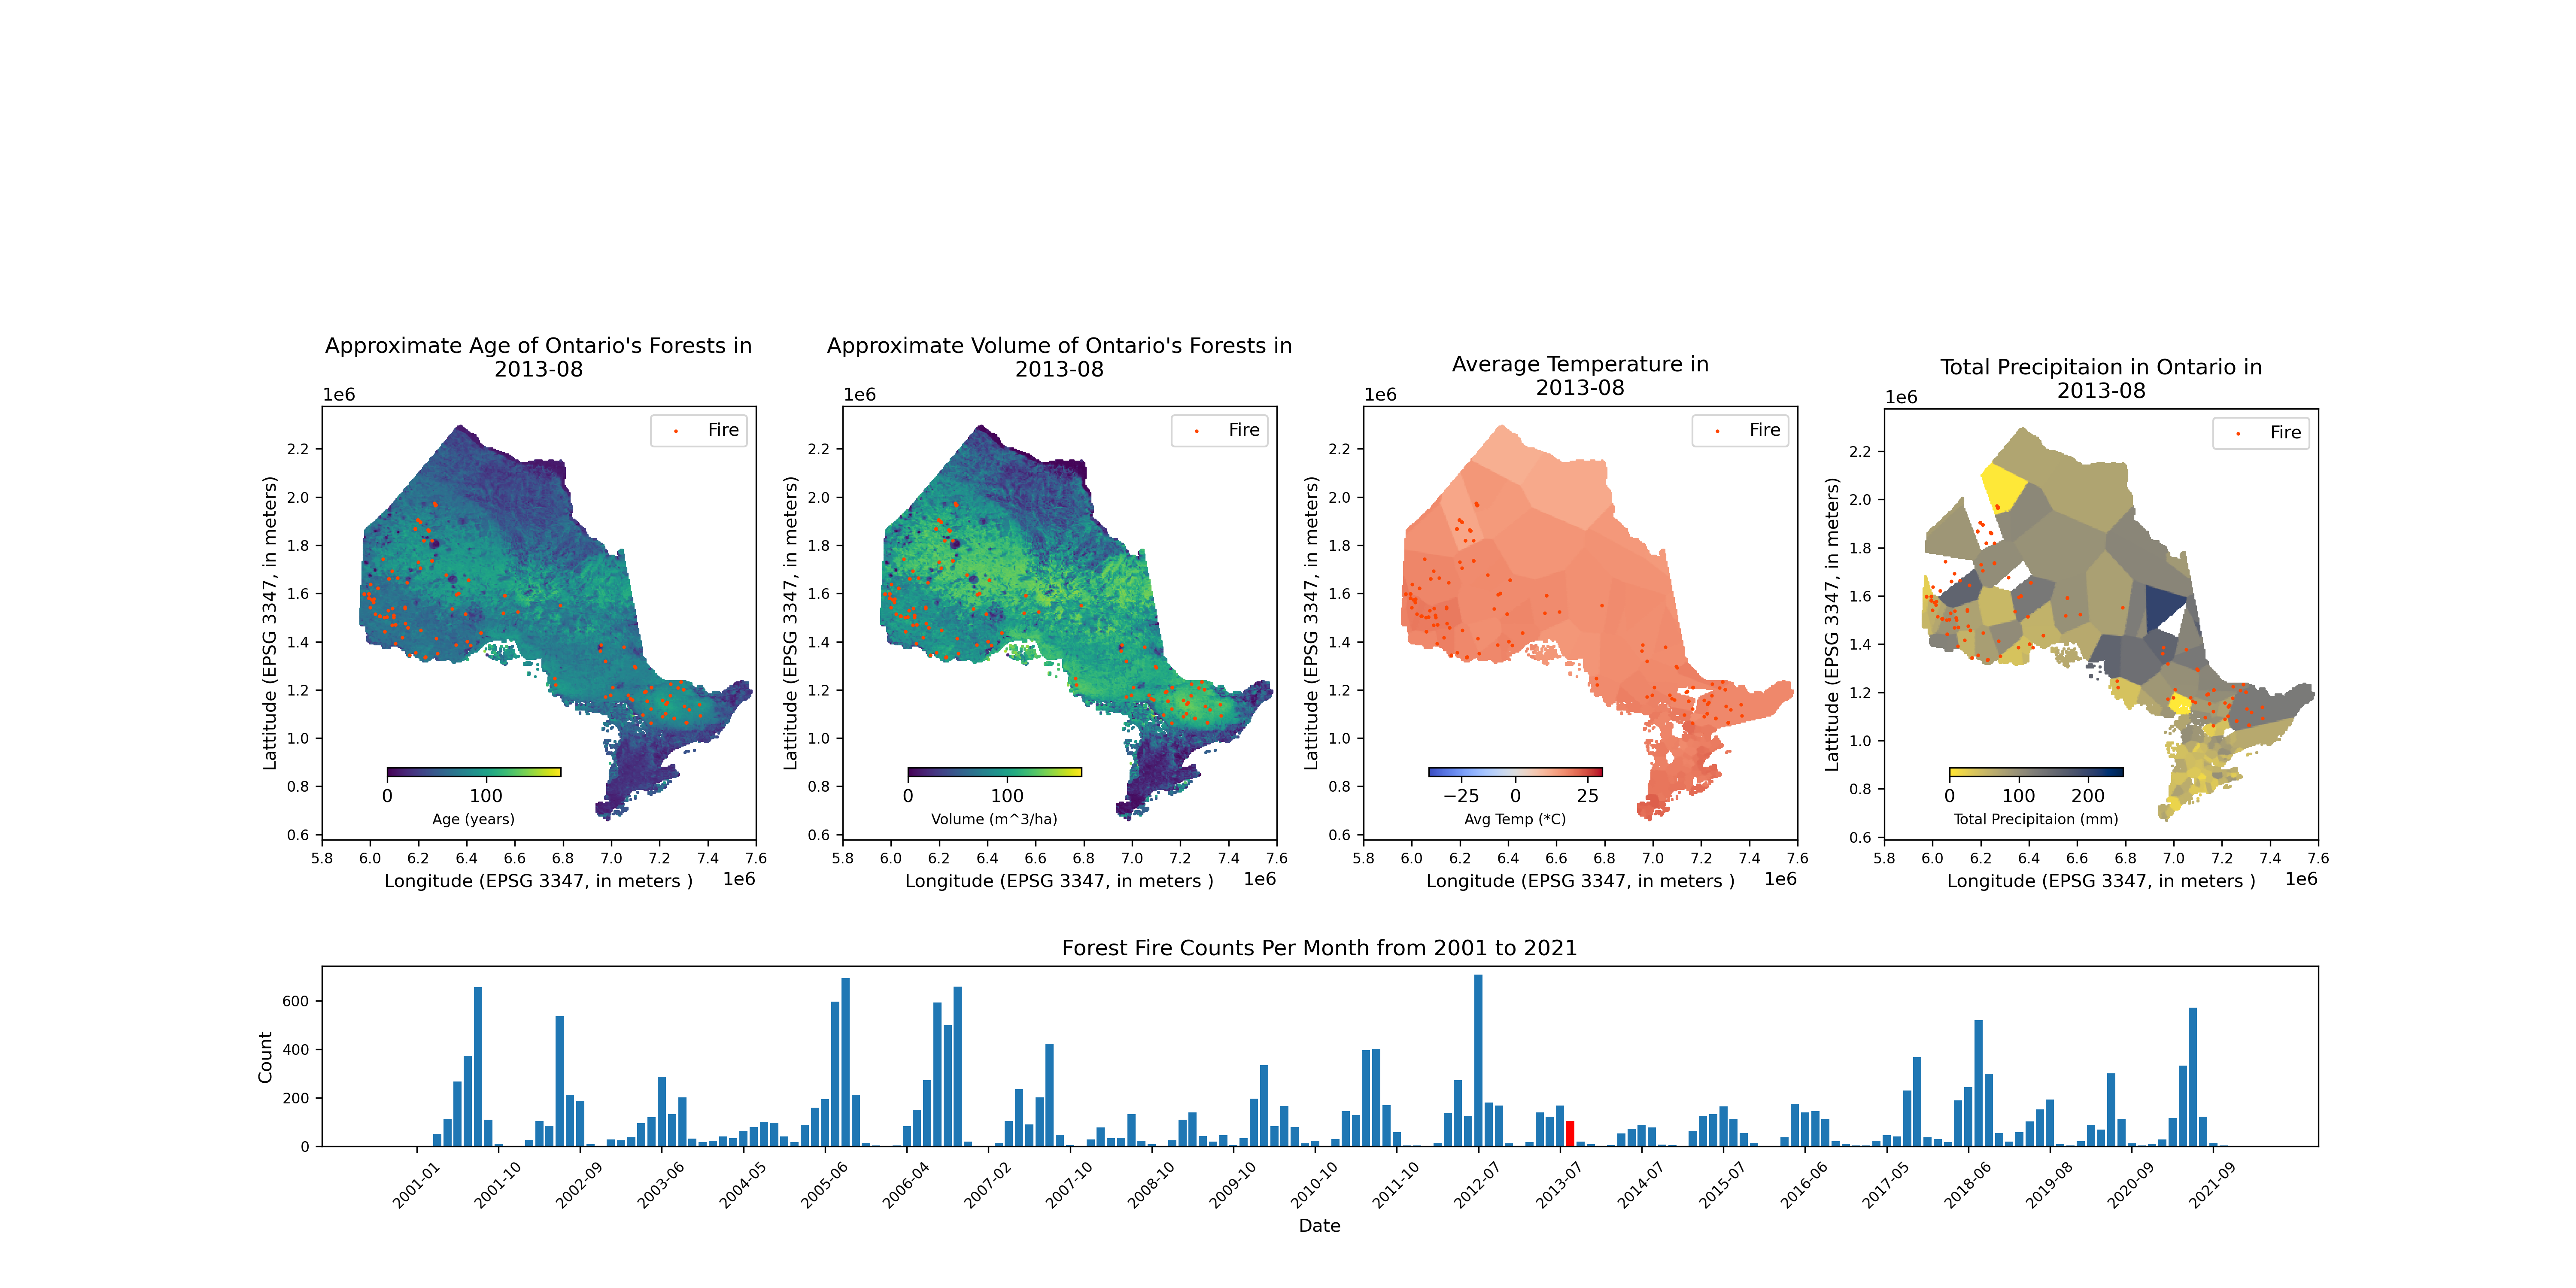 Approximate Age of Ontario's Forests in
2013-08
1e6
Fire
2.2
2.0
1.8
1.6
1.4
1.2
1.0
0.8
0.6
Lattitude (EPSG 3347, in meters)
0 100
Age (years)
5.8 6.0 6.2 6.4 6.6 6.8 7.0 7.2 7.4 7.6
Longitude (EPSG 3347, in meters )
1e6
Approximate Volume of Ontario's Forests in
2013-08
1e6
Fire
2.2
2.0
1.8
1.6
1.4
1.2
1.0
0.8
0.6
Lattitude (EPSG 3347, in meters)
0 100
Volume (m^3/ha)
5.8 6.0 6.2 6.4 6.6 6.8 7.0 7.2 7.4 7.6
Longitude (EPSG 3347, in meters )
1e6
Average Temperature in
2013-08
1e6
Fire
2.2
2.0
1.8
1.6
1.4
1.2
1.0
0.8
0.6
Lattitude (EPSG 3347, in meters)
−25 0 25
Avg Temp (*C)
5.8 6.0 6.2 6.4 6.6 6.8 7.0 7.2 7.4 7.6
Longitude (EPSG 3347, in meters )
1e6
Total Precipitaion in Ontario in
2013-08
1e6
Fire
2.2
2.0
1.8
1.6
1.4
1.2
1.0
0.8
0.6
Lattitude (EPSG 3347, in meters)
0 100 200
Total Precipitaion (mm)
5.8 6.0 6.2 6.4 6.6 6.8 7.0 7.2 7.4 7.6
Longitude (EPSG 3347, in meters )
1e6
Forest Fire Counts Per Month from 2001 to 2021
600
400
200
0
Count
2001-01 2001-10 2002-09 2003-06 2004-05 2005-06 2006-04 2007-02 2007-10 2008-10 2009-10 2010-10 2011-10 2012-07 2013-07 2014-07 2015-07 2016-06 2017-05 2018-06 2019-08 2020-09 2021-09
Date